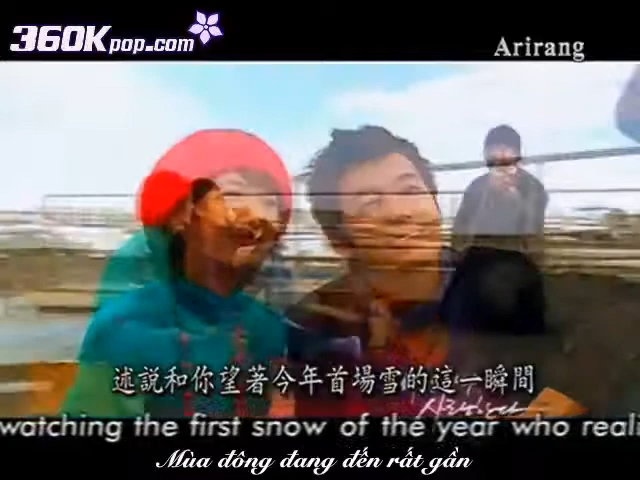 360Kpop.com
Arirang
述說和你望著今年首場雪的這一瞬間
watching the first snow of the year who reali
Mùa đông đang đến rất gần